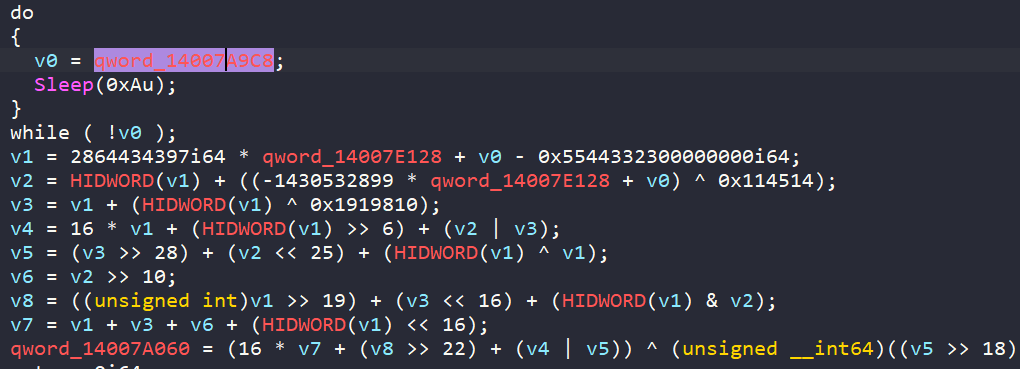 do
{
v0 = qword_14007A9C8;
Sleep(0xAu);
}
while ( !v0 );
v1 = 2864434397i64 * qword_14007E128 + v0 - 0x5544332300000000i64;
v2 = HIDWORD(v1) + ((-1430532899 * qword_14007E128 + v0) ^ 0x114514);
v3 = v1 + (HIDWORD(v1) ^ 0x1919810);
v4 = 16 * v1 + (HIDWORD(v1) >> 6) + (v2 | v3);
v5 = (v3 >> 28) + (v2 << 25) + (HIDWORD(v1) ^ v1);
v6 = v2 >> 10;
v8 = ((unsigned int)v1 >> 19) + (v3 << 16) + (HIDWORD(v1) & v2);
v7 = v1 + v3 + v6 + (HIDWORD(v1) << 16);
qword_14007A060 = (16 * v7 + (v8 >> 22) + (v4 | v5)) ^ (unsigned __int64)((v5 >> 18)